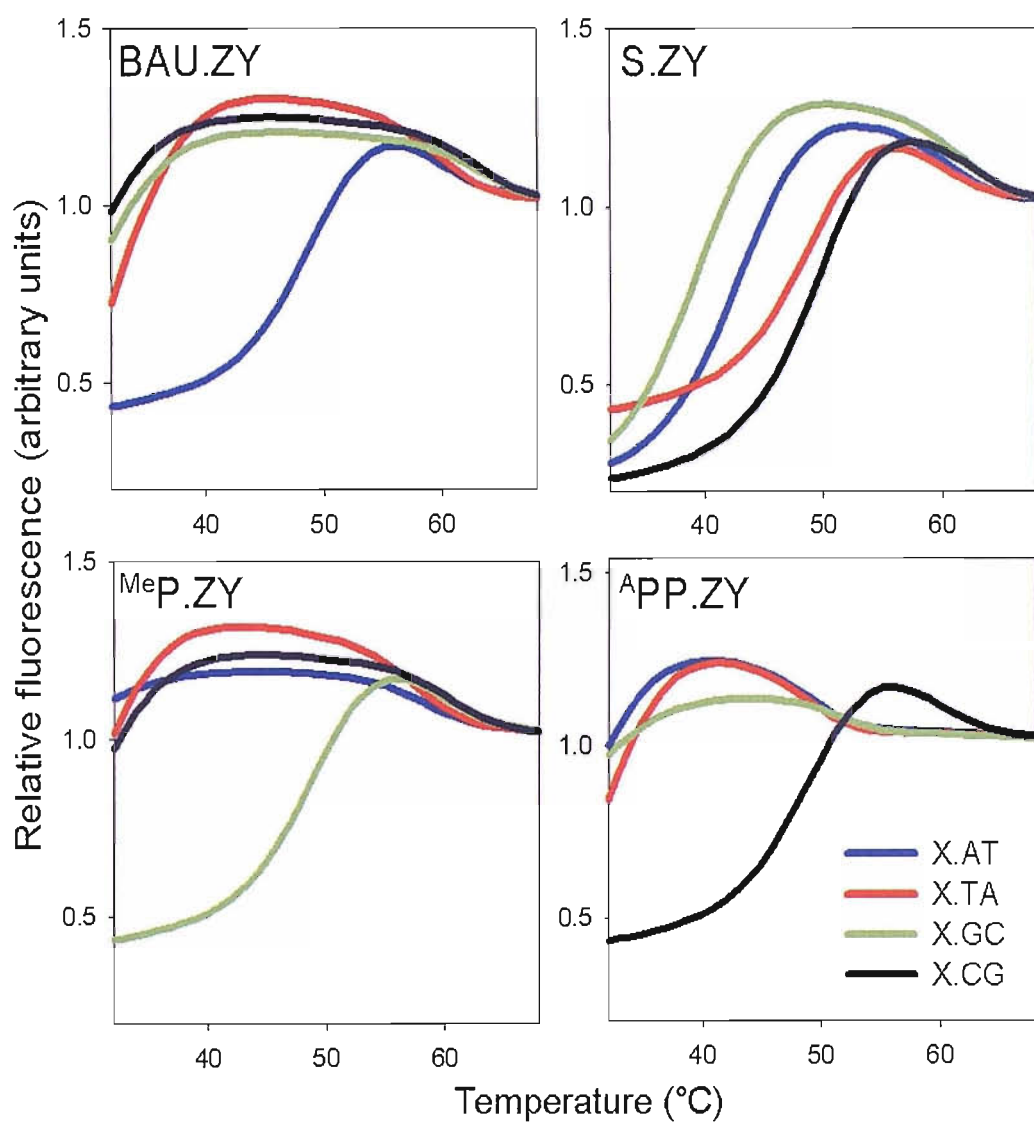 Relative fluorescence (arbitrary units)
BAU.ZY
1.5
1.0
0.5
40 50 60
S.ZY
1.5
1.0
0.5
40 50 60
MeP.ZY
1.5
1.0
0.5
40 50 60
APP.ZY
1.5
1.0
0.5
40 50 60
X.AT
X.TA
X.GC
X.CG
Temperature (°C)